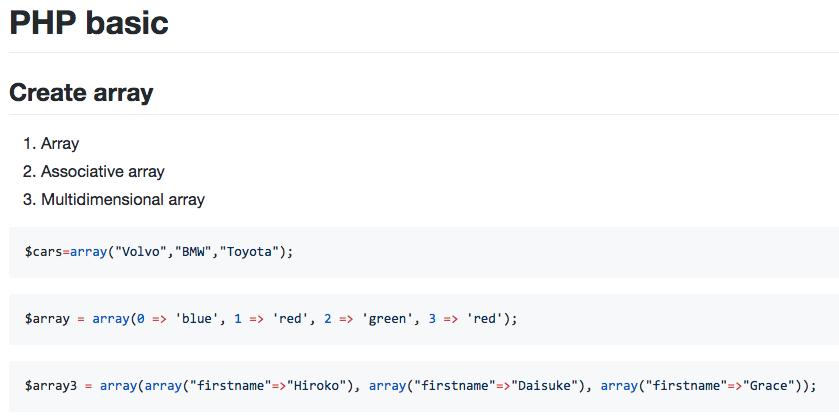 PHP basic
Create array
1. Array
2. Associative array
3. Multidimensional array
$cars=array("Volvo","BMW","Toyota");
$array = array(0 => 'blue', 1 => 'red', 2 => 'green', 3 => 'red');
$array3 = array(array("firstname"=>"Hiroko"), array("firstname"=>"Daisuke"), array("firstname"=>"Grace"));